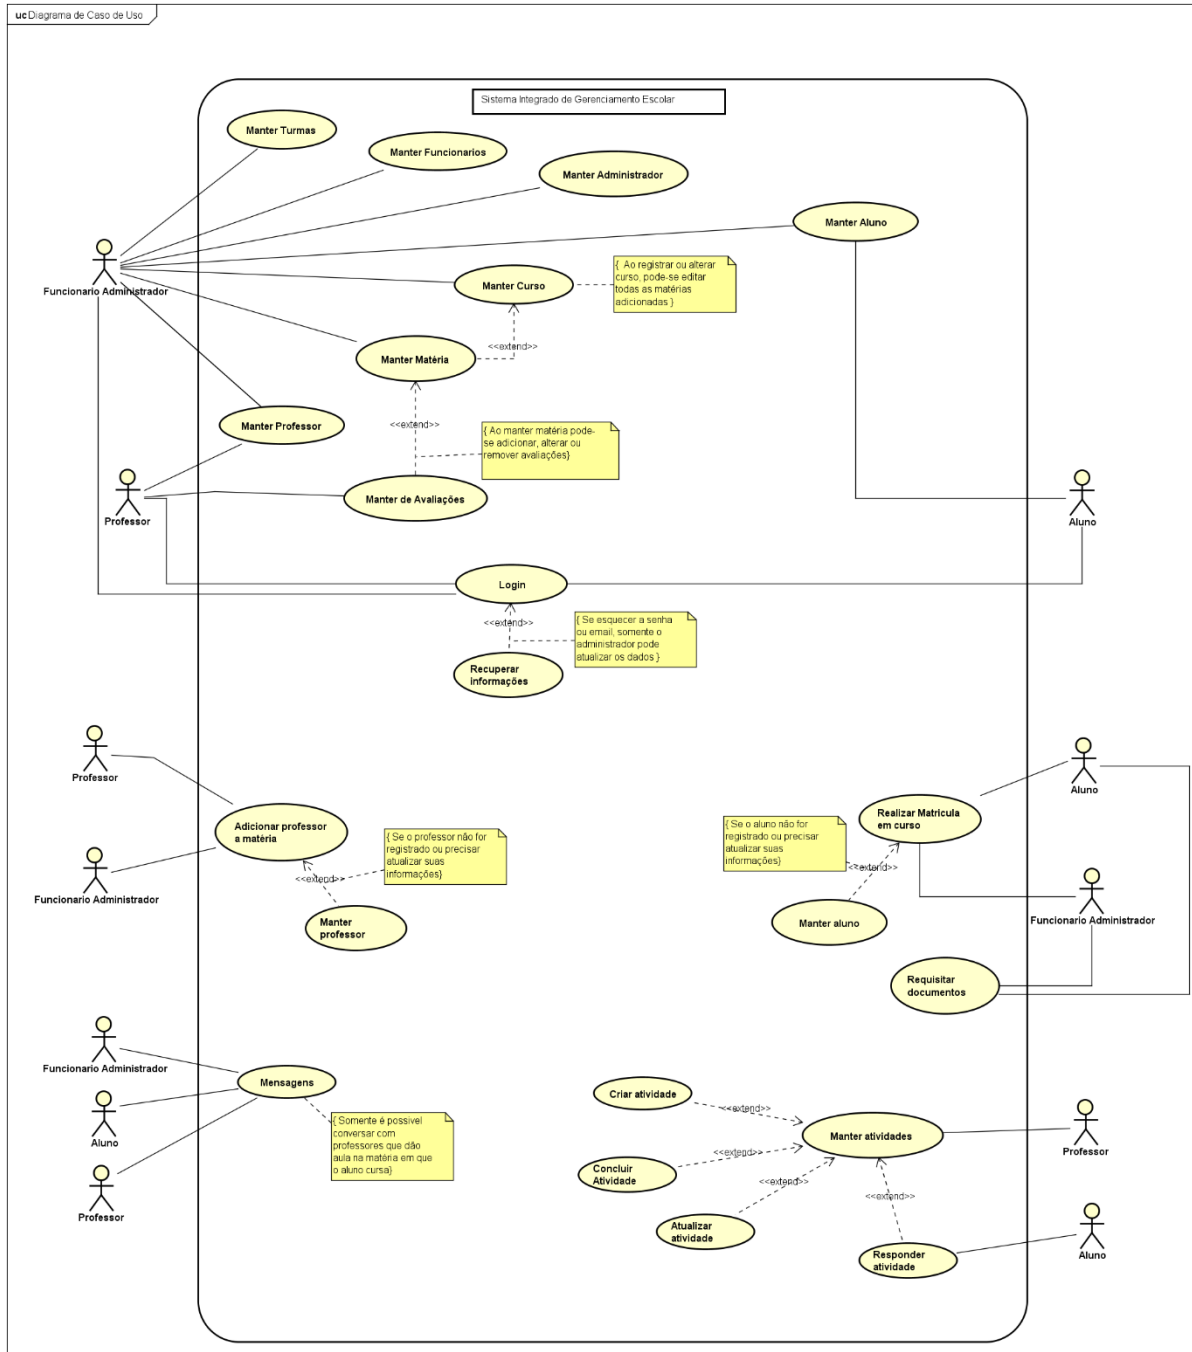 uc Diagrama de Caso de Uso
Sistema Integrado de Gerenciamento Escolar
Manter Turmas
Manter Funcionarios
Manter Administrador
Manter Aluno
Funcionario Administrador
Manter Curso
{ Ao registrar ou alterar
curso, pode-se editar
todas as matérias
adicionadas }
<<extend>>
Manter Matéria
Manter Professor
<<extend>>
{ Ao manter matéria pode-
se adicionar, alterar ou
remover avaliações}
Manter de Avaliações
Professor
Aluno
Login
<<extend>>
{ Se esquecer a senha
ou email, somente o
administrador pode
atualizar os dados }
Recuperar
informações
Professor
Aluno
Adicionar professor
a matéria
{ Se o professor não for
registrado ou precisar
atualizar suas
informações}
<<extend>>
Manter
professor
Funcionario Administrador
Realizar Matricula
em curso
{ Se o aluno não for
registrado ou precisar
atualizar suas
informações}
<<extend>>
Manter aluno
Funcionario Administrador
Requisitar
documentos
Funcionario Administrador
Mensagens
Aluno
{ Somente é possivel
conversar com
professores que dão
aula na matéria em que
o aluno cursa}
Professor
Criar atividade
<<extend>>
Manter atividades
Professor
Concluir
Atividade
<<extend>>
<<extend>>
Atualizar
atividade
<<extend>>
Responder
atividade
Aluno